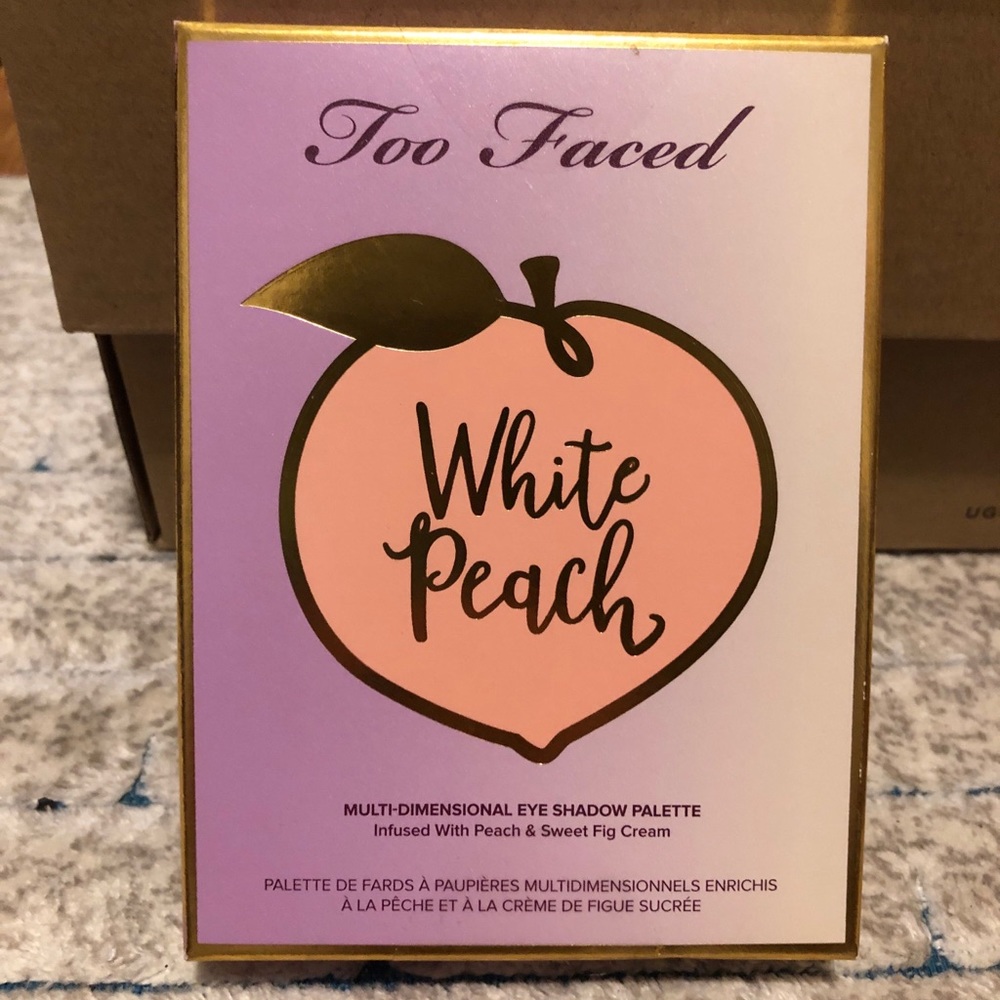 Too Faced
White
Peach
MULTI-DIMENSIONAL EYE SHADOW PALETTE
Infused With Peach & Sweet Fig Cream
PALETTE DE FARDS À PAUPIÈRES MULTIDIMENSIONNELS ENRICHIS
À LA PÊCHE ET À LA CRÈME DE FIGUE SUCRÉE
UG